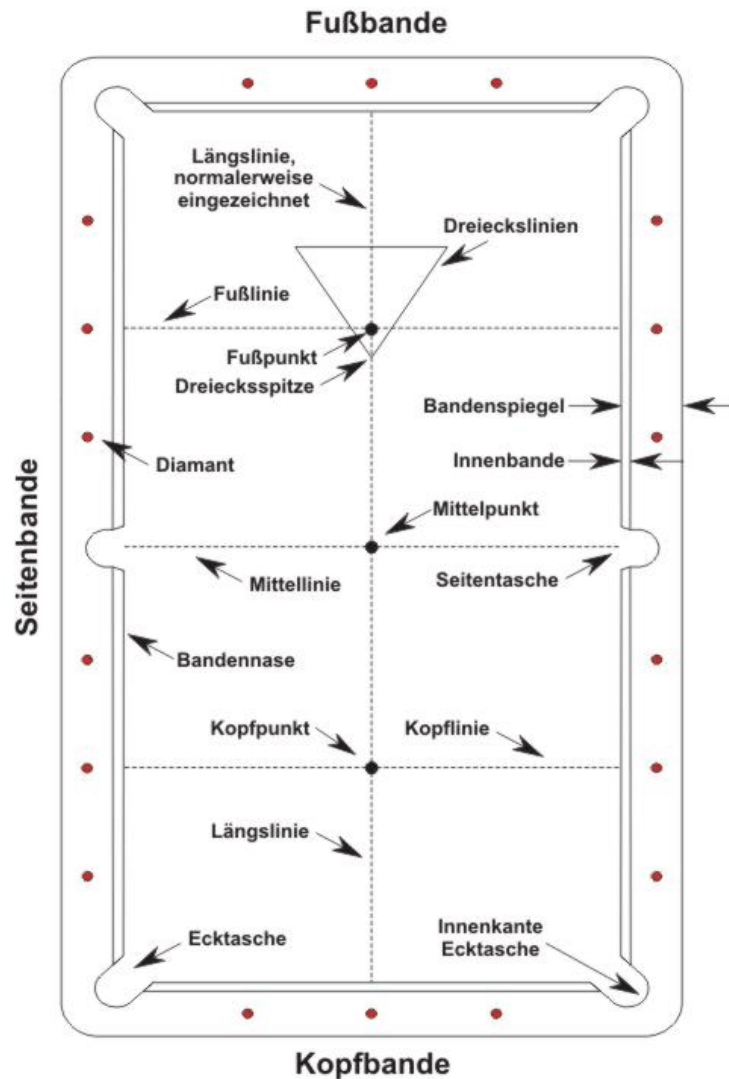 Fußbande
Längslinie,
normalerweise
eingezeichnet
Dreieckslinien
Fußlinie
Fußpunkt
Dreiecksspitze
Bandenspiegel
Diamant
Innenbande
Seitenbande
Mittelpunkt
Mittellinie
Seitentasche
Bandennase
Kopfpunkt
Kopflinie
Längslinie
Ecktasche
Innenkante
Ecktasche
Kopfbande